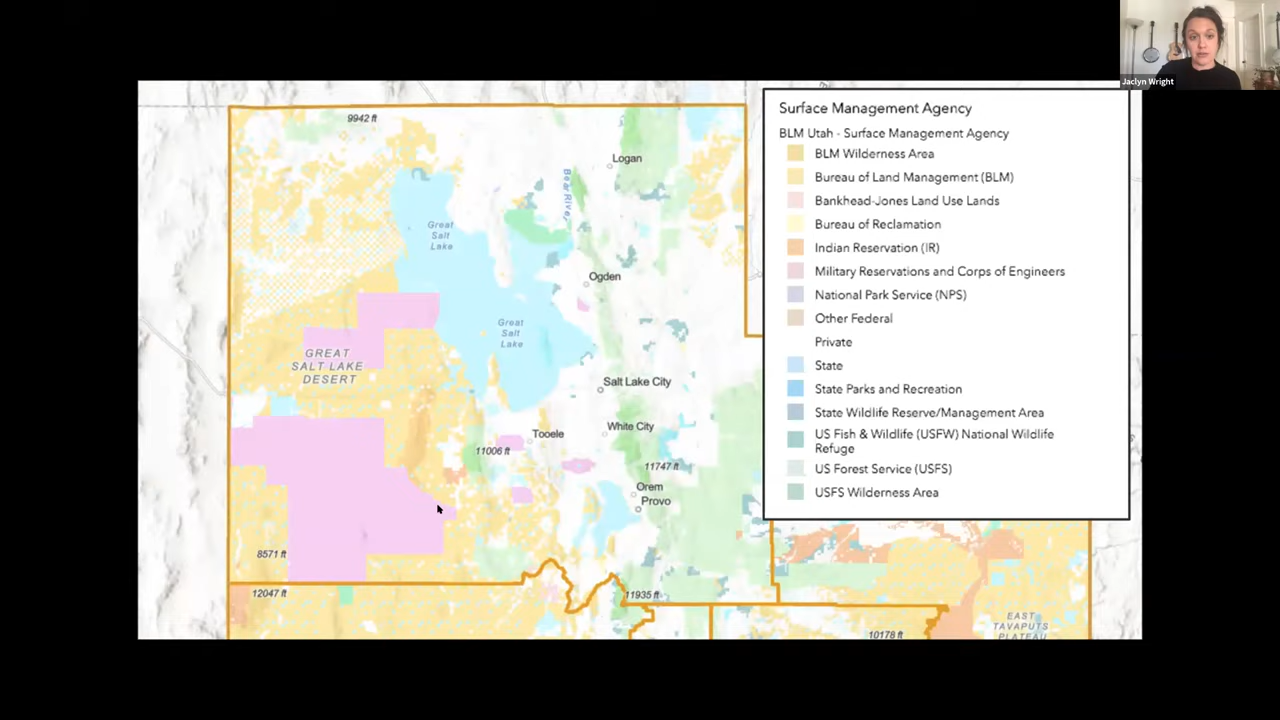 Jaclyn Wright
Surface Management Agency
BLM Utah - Surface Management Agency
BLM Wilderness Area
Bureau of Land Management (BLM)
Bankhead-Jones Land Use Lands
Bureau of Reclamation
Indian Reservation (IR)
Military Reservations and Corps of Engineers
National Park Service (NPS)
Other Federal
Private
State
State Parks and Recreation
State Wildlife Reserve/Management Area
US Fish & Wildlife (USFW) National Wildlife
Refuge
US Forest Service (USFS)
USFS Wilderness Area
9942 ft
Logan
Bear River
Great
Salt
Lake
Ogden
Great
Salt
Lake
GREAT
SALT LAKE
DESERT
Salt Lake City
White City
Tooele
11006 ft
11747 ft
Orem
Provo
8571 ft
12047 ft
11935 ft
10178 ft
EAST
TAVAPUTS
PLATEAU